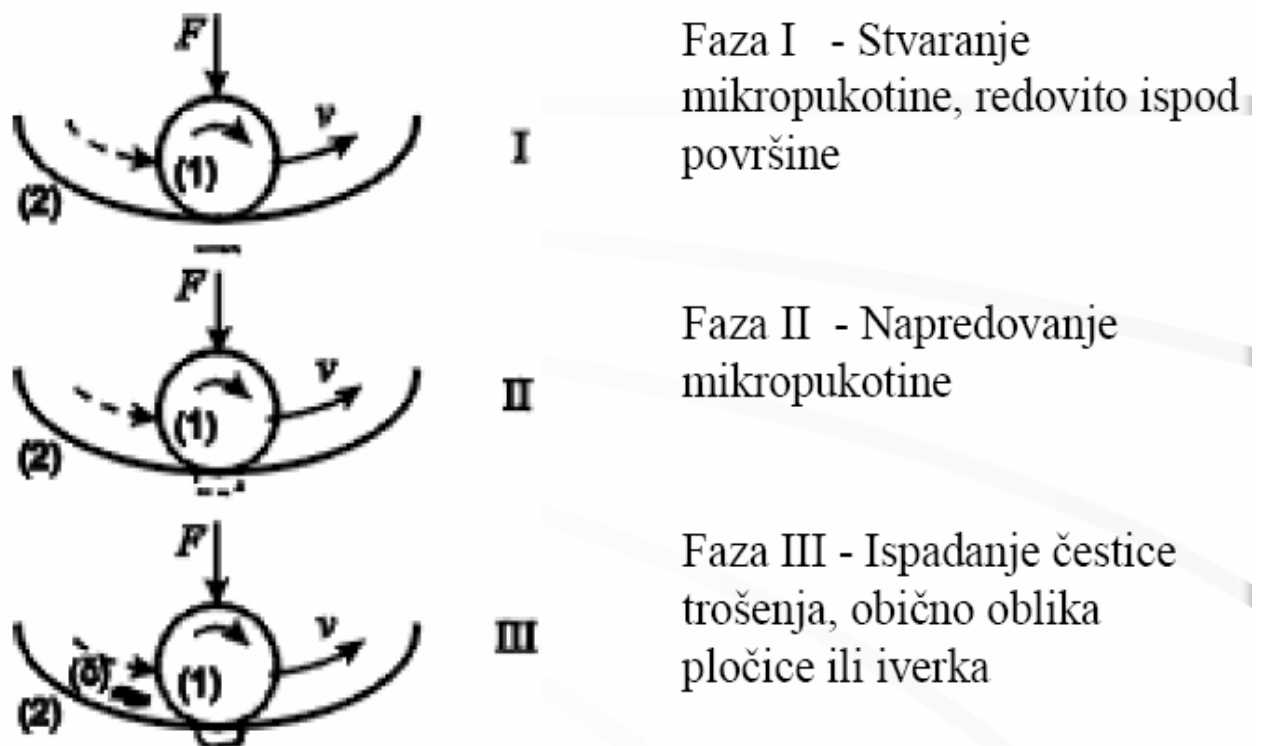 F
v
(1)
(2)
I
Faza I - Stvaranje
mikropukotine, redovito ispod
površine
F
v
(1)
(2)
II
Faza II - Napredovanje
mikropukotine
F
v
(1)
(2)
III
Faza III - Ispadanje čestice
trošenja, obično oblika
pločice ili iverka